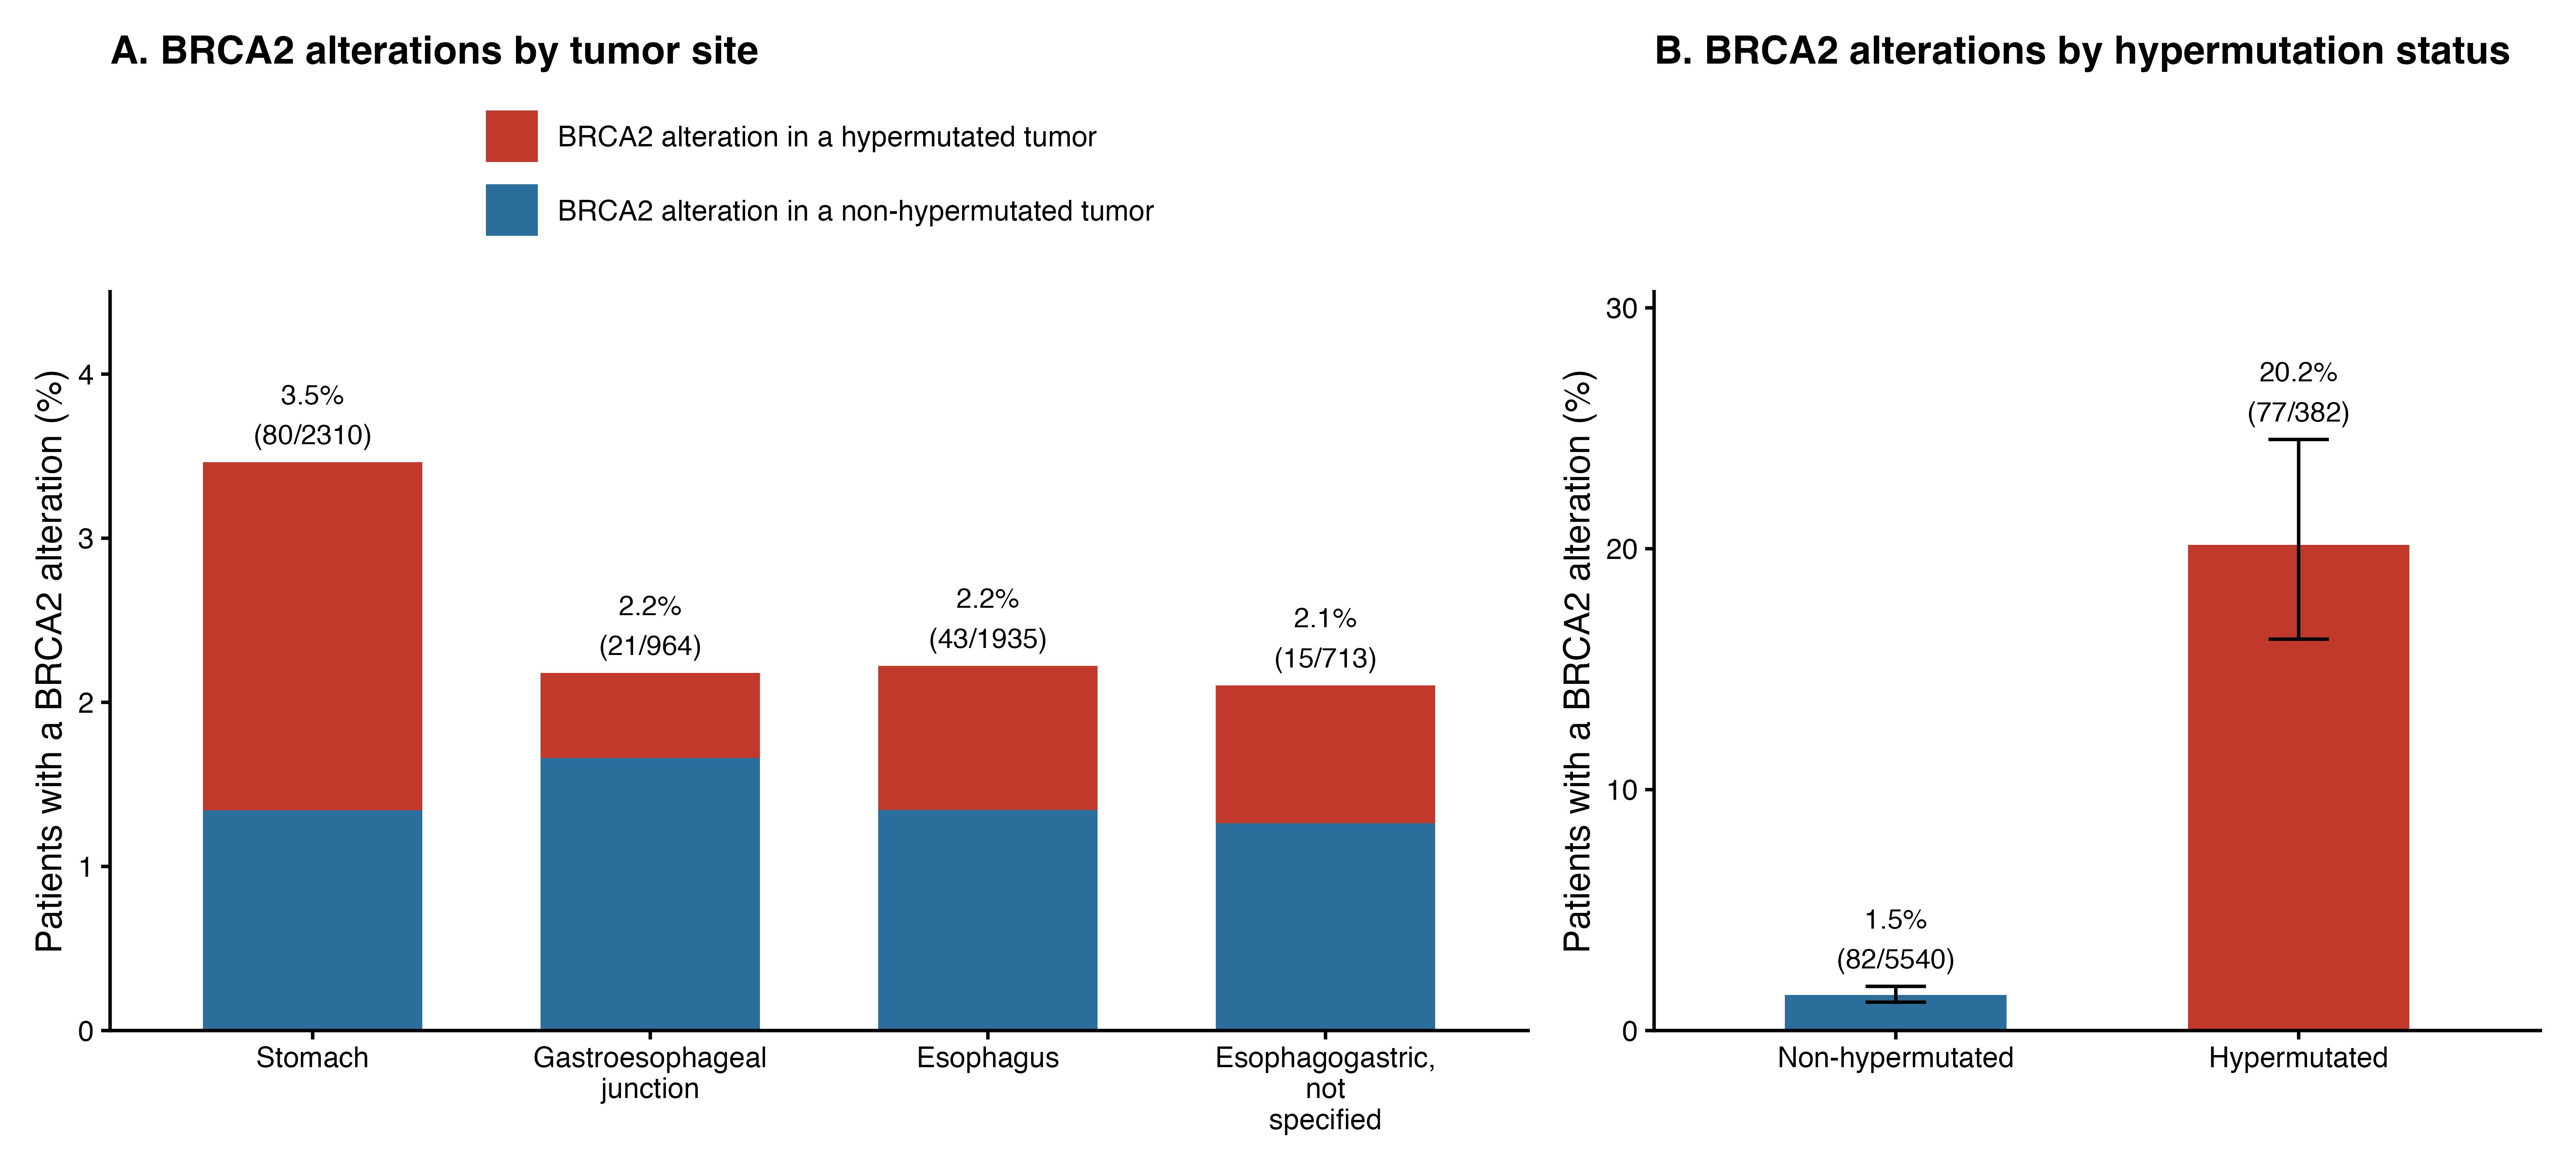 A. BRCA2 alterations by tumor site
BRCA2 alteration in a hypermutated tumor
BRCA2 alteration in a non-hypermutated tumor
Patients with a BRCA2 alteration (%)
4
3
2
1
0
3.5%
(80/2310)
2.2%
(21/964)
2.2%
(43/1935)
2.1%
(15/713)
Stomach
Gastroesophageal
junction
Esophagus
Esophagogastric,
not
specified
B. BRCA2 alterations by hypermutation status
Patients with a BRCA2 alteration (%)
30
20
10
0
1.5%
(82/5540)
20.2%
(77/382)
Non-hypermutated
Hypermutated